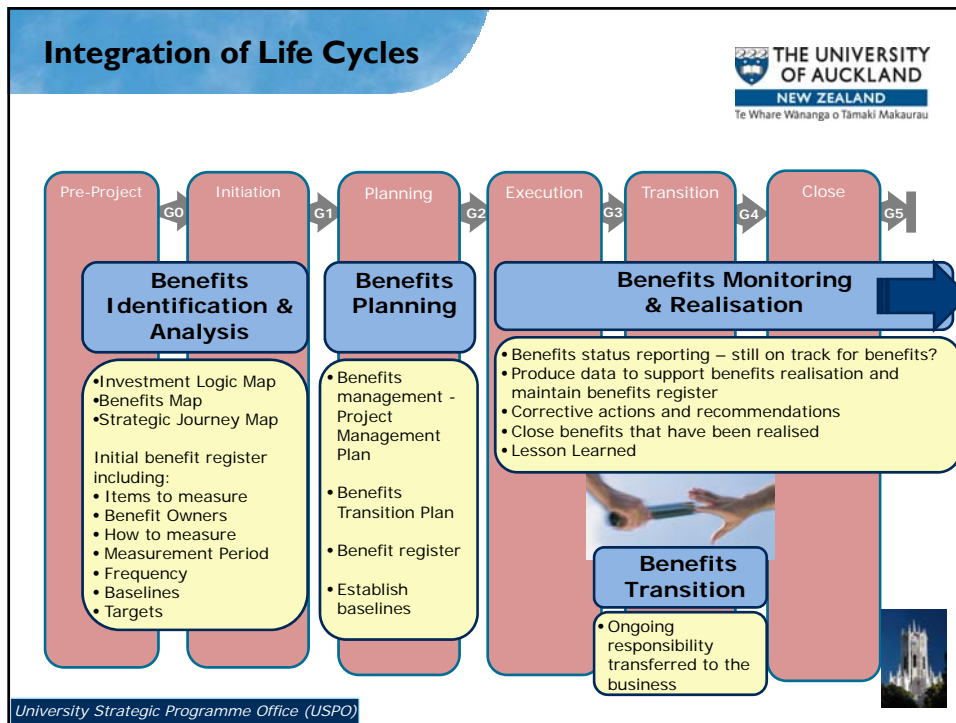 Integration of Life Cycles
THE UNIVERSITY
OF AUCKLAND
NEW ZEALAND
Te Whare Wānanga o Tāmaki Makaurau
Pre-Project
G0
Initiation
G1
Planning
G2
Execution
G3
Transition
G4
Close
G5
Benefits
Identification &
Analysis
•Investment Logic Map
•Benefits Map
•Strategic Journey Map
Initial benefit register
including:
• Items to measure
• Benefit Owners
• How to measure
• Measurement Period
• Frequency
• Baselines
• Targets
Benefits
Planning
• Benefits
management -
Project
Management
Plan
• Benefits
Transition Plan
• Benefit register
• Establish
baselines
Benefits Monitoring
& Realisation
• Benefits status reporting – still on track for benefits?
• Produce data to support benefits realisation and
maintain benefits register
• Corrective actions and recommendations
• Close benefits that have been realised
• Lesson Learned
Benefits
Transition
• Ongoing
responsibility
transferred to the
business
University Strategic Programme Office (USPO)